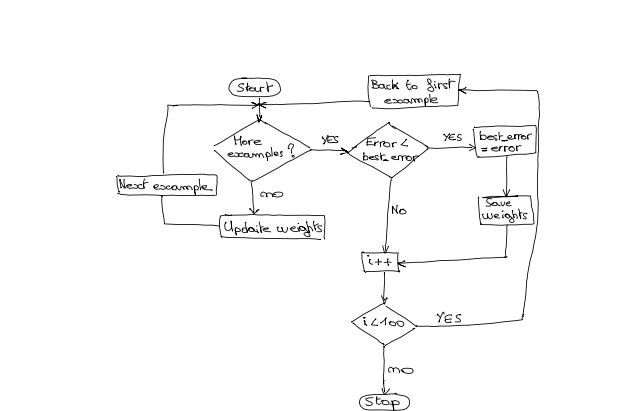 Start
Back to first
example
More
examples?
YES
Error <
best_error
YES
best_error
= error
Next example
no
Update weights
No
Save
weights
i++
i<100
YES
no
Stop